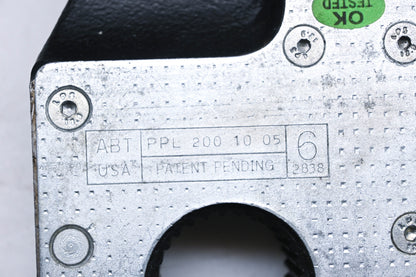 OK
TESTED
ABT
USA
PPL 200 10 05
PATENT PENDING
6
2838